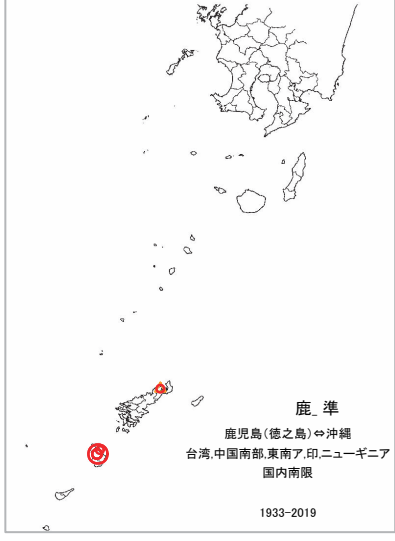 鹿_ 準
鹿児島(徳之島)⇔沖縄
台湾,中国南部,東南ア,印,ニューギニア
国内南限
1933-2019